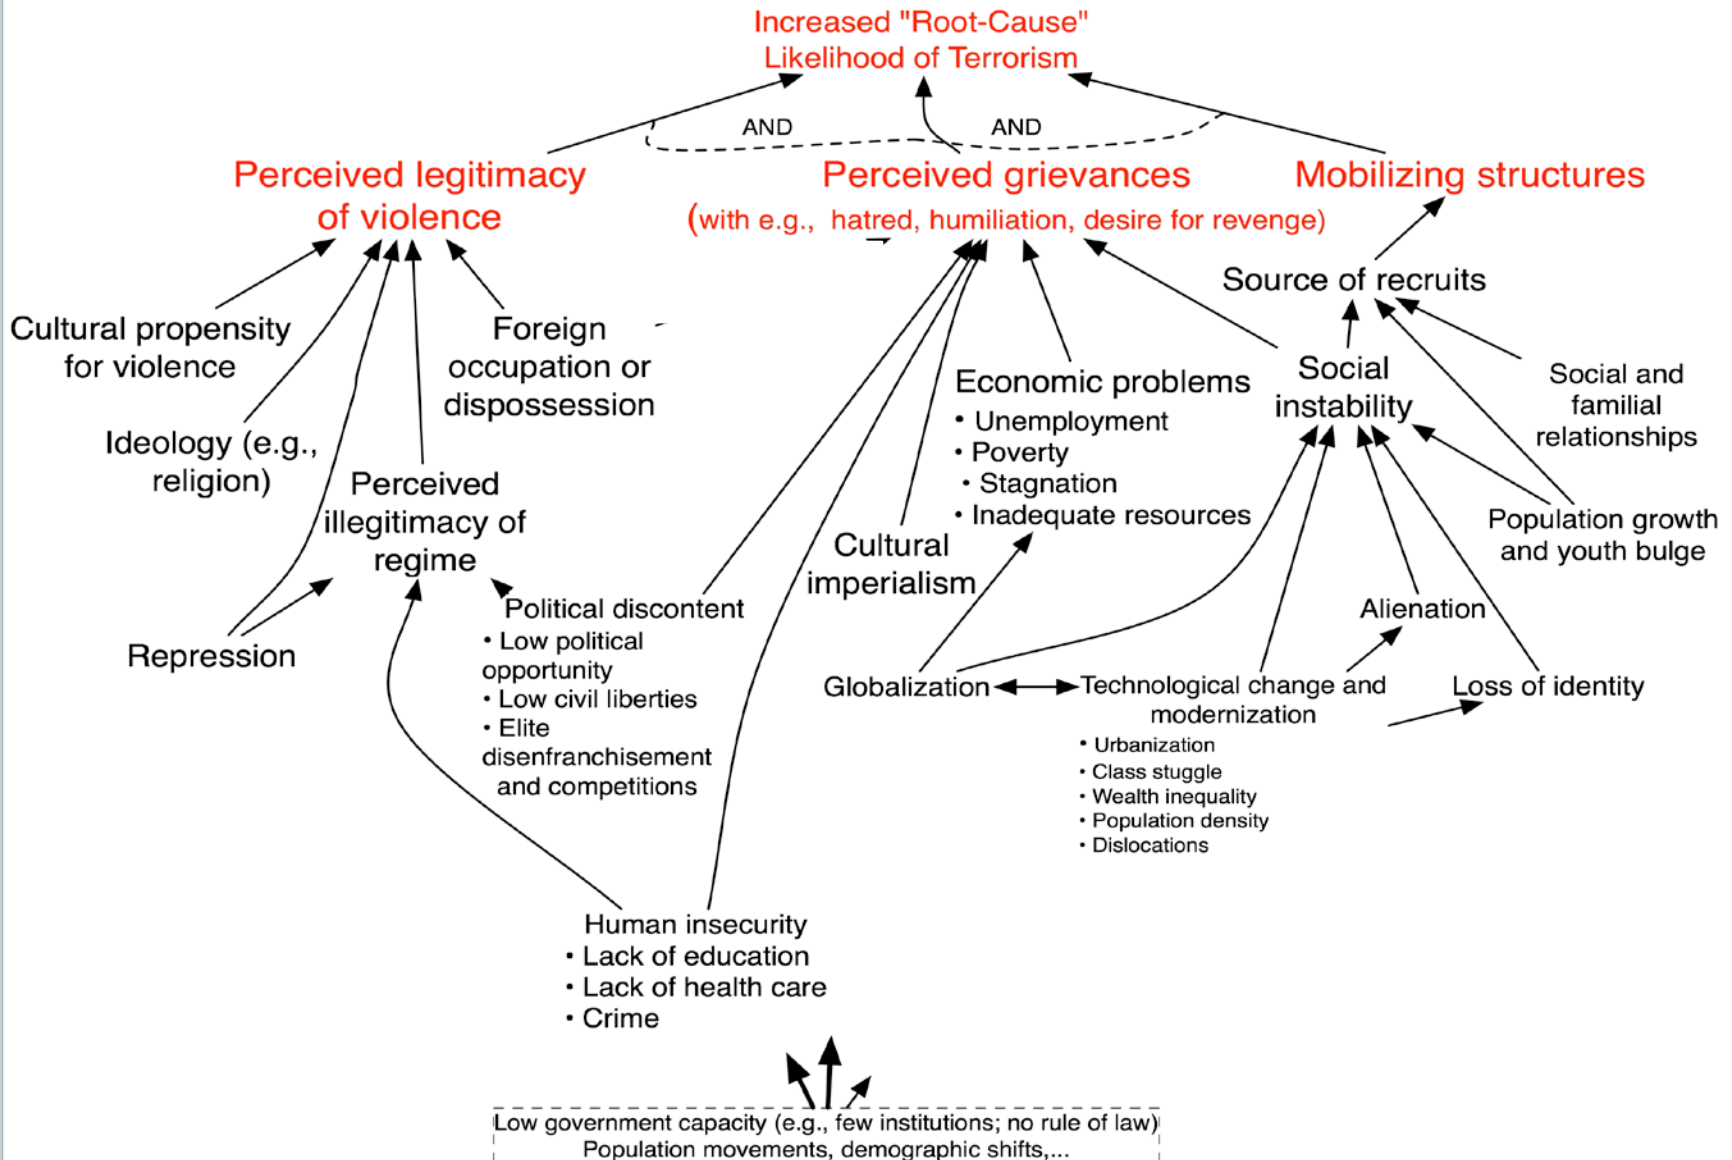 Increased "Root-Cause"
Likelihood of Terrorism
AND
AND
Perceived legitimacy
of violence
Perceived grievances
(with e.g., hatred, humiliation, desire for revenge)
Mobilizing structures
Source of recruits
Cultural propensity
for violence
Foreign
occupation or
dispossession
Ideology (e.g.,
religion)
Perceived
illegitimacy of
regime
Economic problems
• Unemployment
• Poverty
• Stagnation
• Inadequate resources
Social
instability
Social and
familial
relationships
Cultural
imperialism
Population growth
and youth bulge
Repression
Political discontent
• Low political
opportunity
• Low civil liberties
• Elite
disenfranchisement
and competitions
Alienation
Globalization
Technological change and
modernization
• Urbanization
• Class stuggle
• Wealth inequality
• Population density
• Dislocations
Loss of identity
Human insecurity
• Lack of education
• Lack of health care
• Crime
Low government capacity (e.g., few institutions; no rule of law)
Population movements, demographic shifts,...